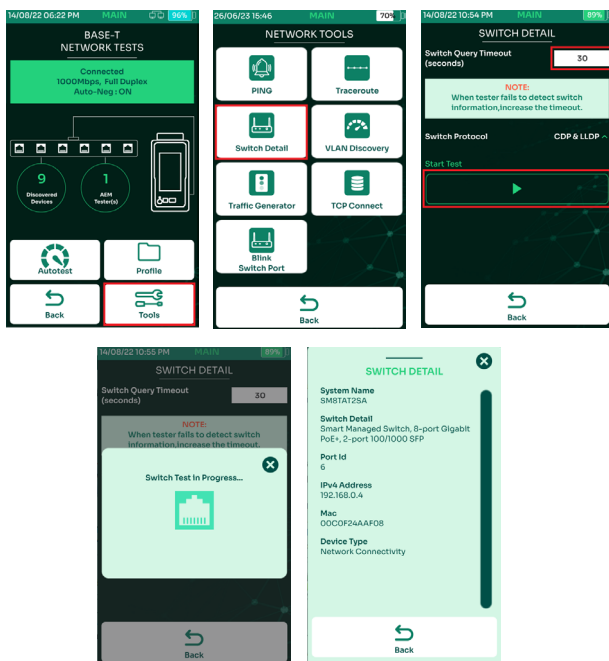 14/08/22 06:22 PM MAIN 96%
BASE-T
NETWORK TESTS
Connected
1000Mbps, Full Duplex
Auto-Neg : ON
9
Discovered
Devices
1
AEM
Tester(s)
Autotest
Profile
Back
Tools
26/06/23 15:46 MAIN 70%
NETWORK TOOLS
PING
Traceroute
Switch Detail
VLAN Discovery
Traffic Generator
TCP Connect
Blink
Switch Port
Back
14/08/22 10:54 PM MAIN 89%
SWITCH DETAIL
Switch Query Timeout
(seconds)
30
NOTE:
When tester fails to detect switch
information,increase the timeout.
Switch Protocol CDP & LLDP
Start Test
Back
14/08/22 10:55 PM MAIN 89%
SWITCH DETAIL
Switch Query Timeout
(seconds)
30
NOTE:
When tester fails to detect switch
information,increase the timeout.
Switch Test in Progress...
Back
SWITCH DETAIL
System Name
SM8TAT2SA
Switch Detail
Smart Managed Switch, 8-port Gigabit
PoE+, 2-port 100/1000 SFP
Port Id
6
IPv4 Address
192.168.0.4
Mac
00C0F24AAF08
Device Type
Network Connectivity
Back